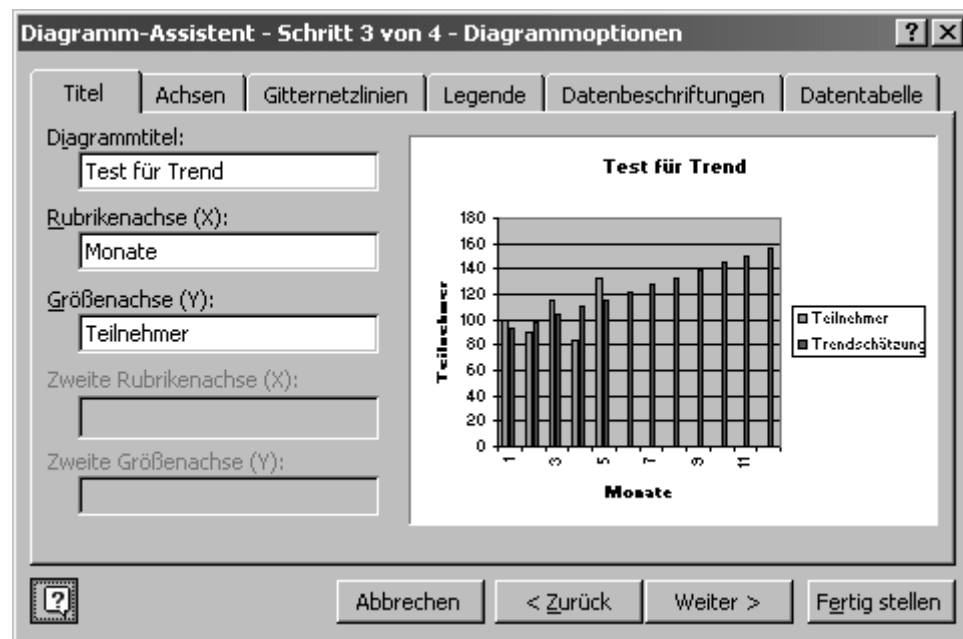 Diagramm-Assistent - Schritt 3 von 4 - Diagrammoptionen
Titel
Achsen
Gitternetzlinien
Legende
Datenbeschriftungen
Datentabelle
Diagrammtitel:
Test für Trend
Rubrikenachse (X):
Monate
Größenachse (Y):
Teilnehmer
Zweite Rubrikenachse (X):
Zweite Größenachse (Y):
Test für Trend
180
160
140
120
100
80
60
40
20
0
Teilnehmer
1
3
5
7
9
11
Monate
Teilnehmer
Trendschätzung
Abbrechen
< Zurück
Weiter >
Fertig stellen